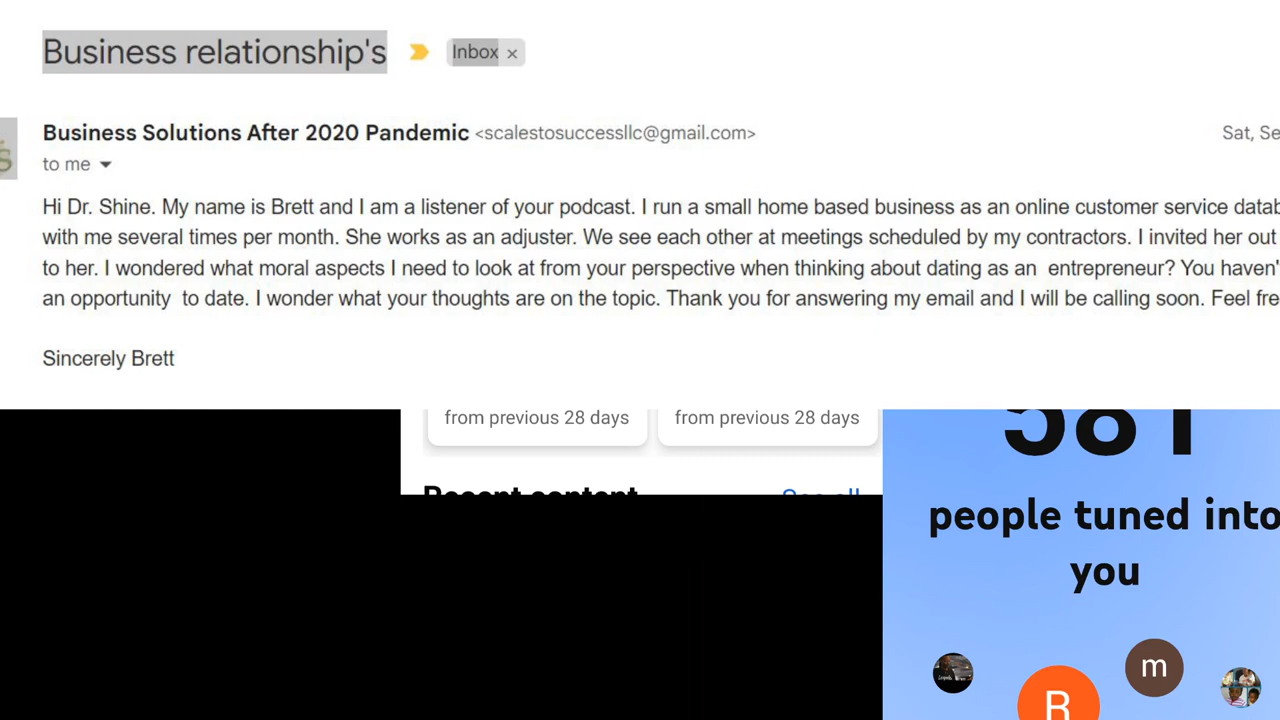 Business relationship's Inbox ×
Business Solutions After 2020 Pandemic <scalestosuccessllc@gmail.com> Sat,
to me
Hi Dr. Shine. My name is Brett and I am a listener of your podcast. I run a small home based business as an online customer service
with me several times per month. She works as an adjuster. We see each other at meetings scheduled by my contractors. I invited her out
to her. I wondered what moral aspects I need to look at from your perspective when thinking about dating as an entrepreneur? You
an opportunity to date. I wonder what your thoughts are on the topic. Thank you for answering my email and I will be calling soon. Feel
Sincerely Brett
from previous 28 days from previous 28 days
Recent content See all
581
people tuned into
you
m
R